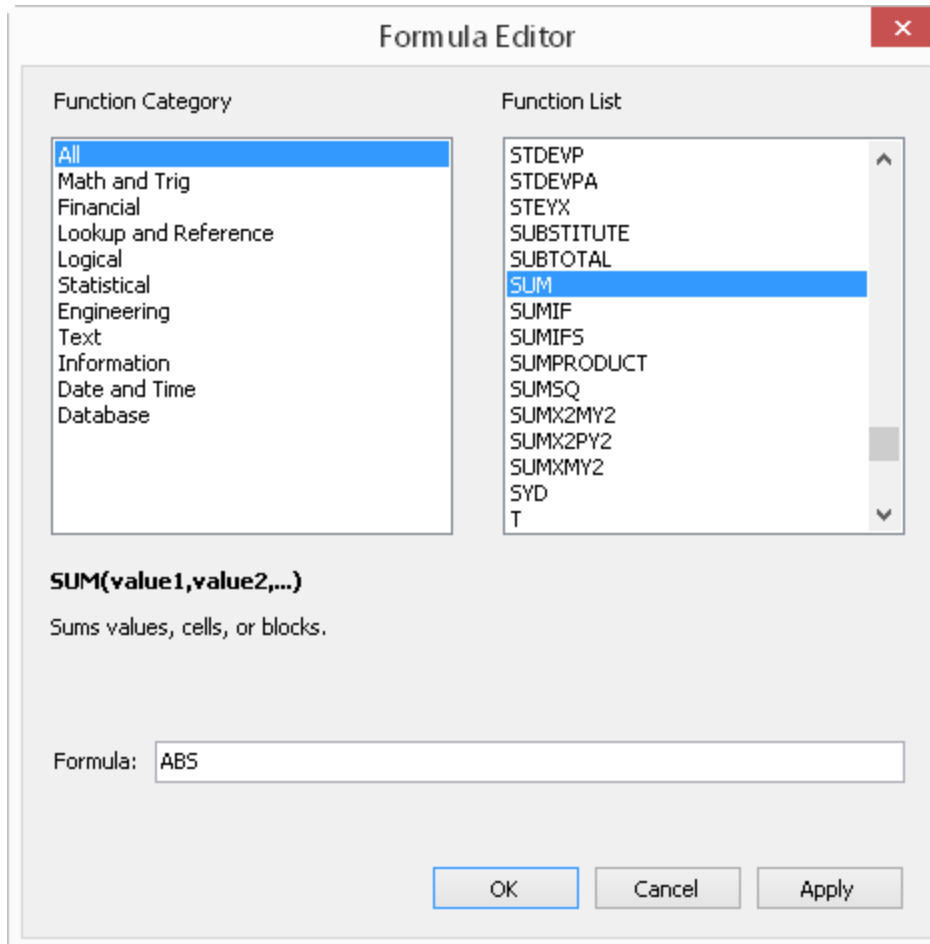 Formula Editor
Function Category
Function List
All
Math and Trig
Financial
Lookup and Reference
Logical
Statistical
Engineering
Text
Information
Date and Time
Database
STDEVP
STDEVPA
STEYX
SUBSTITUTE
SUBTOTAL
SUM
SUMIF
SUMIFS
SUMPRODUCT
SUMSQ
SUMX2MY2
SUMX2PY2
SUMXMY2
SYD
T
SUM(value1,value2,...)
Sums values, cells, or blocks.
Formula: ABS
OK Cancel Apply